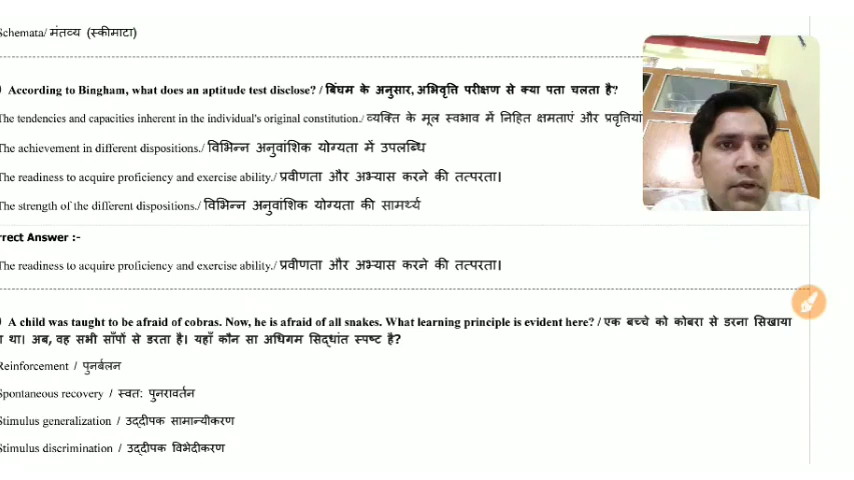 Schemata/ मंतव्य (स्कीमाटा)
According to Bingham, what does an aptitude test disclose? / बिंघम के अनुसार, अभिवृत्ति परीक्षण से क्या पता चलता है?
The tendencies and capacities inherent in the individual's original constitution./ व्यक्ति के मूल स्वभाव में निहित क्षमताएं और प्रवृत्तियां
The achievement in different dispositions./ विभिन्न अनुवांशिक योग्यता में उपलब्धि
The readiness to acquire proficiency and exercise ability./ प्रवीणता और अभ्यास करने की तत्परता।
The strength of the different dispositions./ विभिन्न अनुवांशिक योग्यता की सामर्थ्य
rrect Answer :-
The readiness to acquire proficiency and exercise ability./ प्रवीणता और अभ्यास करने की तत्परता।
) A child was taught to be afraid of cobras. Now, he is afraid of all snakes. What learning principle is evident here? / एक बच्चे को कोबरा से डरना सिखाया
था। अब, वह सभी साँपों से डरता है। यहाँ कौन सा अधिगम सिद्धांत स्पष्ट है?
Reinforcement / पुनर्बलन
Spontaneous recovery / स्वत: पुनरावर्तन
Stimulus generalization / उद्दीपक सामान्यीकरण
Stimulus discrimination / उद्दीपक विभेदीकरण